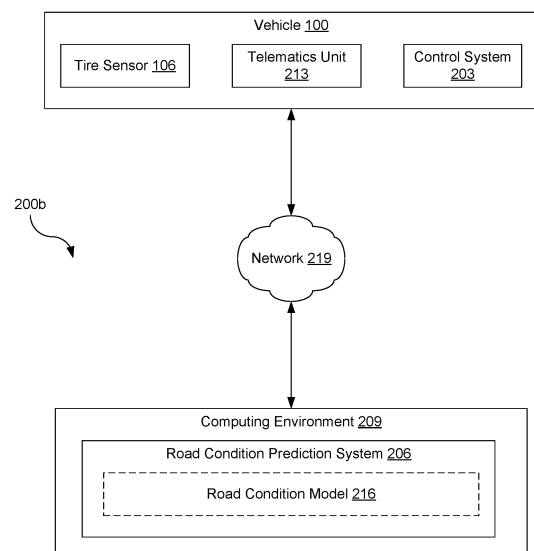 Vehicle 100
Tire Sensor 106
Telematics Unit
213
Control System
203
200b
Network 219
Computing Environment 209
Road Condition Prediction System 206
Road Condition Model 216